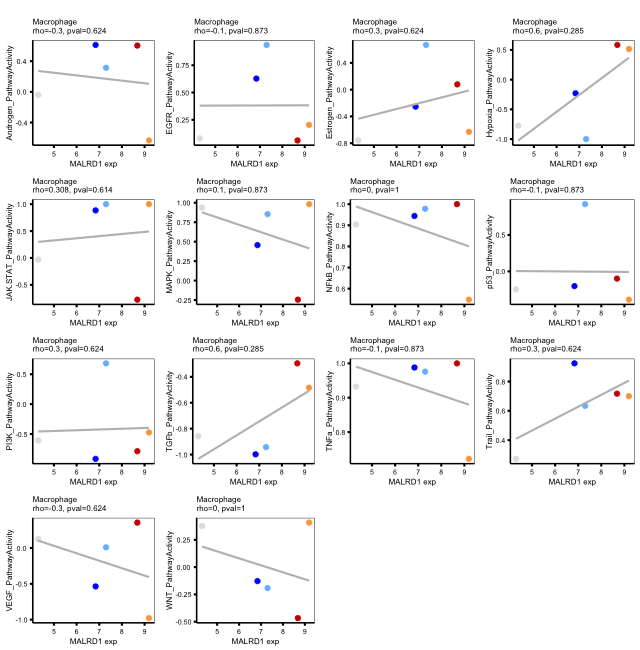 Macrophage
rho=-0.3, pval=0.624
Androgen_PathwayActivity
0.4
0.0
-0.4
5 6 7 8 9
MALRD1 exp
Macrophage
rho=-0.1, pval=0.873
EGFR_PathwayActivity
0.75
0.50
0.25
5 6 7 8 9
MALRD1 exp
Macrophage
rho=0.3, pval=0.624
Estrogen_PathwayActivity
0.4
0.0
-0.4
-0.8
5 6 7 8 9
MALRD1 exp
Macrophage
rho=0.6, pval=0.285
Hypoxia_PathwayActivity
0.5
0.0
-0.5
-1.0
5 6 7 8 9
MALRD1 exp
Macrophage
rho=0.308, pval=0.614
JAK.STAT_PathwayActivity
1.0
0.5
0.0
-0.5
5 6 7 8 9
MALRD1 exp
Macrophage
rho=0.1, pval=0.873
MAPK_PathwayActivity
1.00
0.75
0.50
0.25
0.00
-0.25
5 6 7 8 9
MALRD1 exp
Macrophage
rho=0, pval=1
NFkB_PathwayActivity
1.0
0.9
0.8
0.7
0.6
5 6 7 8 9
MALRD1 exp
Macrophage
rho=-0.1, pval=0.873
p53_PathwayActivity
0.5
0.0
5 6 7 8 9
MALRD1 exp
Macrophage
rho=0.3, pval=0.624
PI3K_PathwayActivity
0.5
0.0
-0.5
5 6 7 8 9
MALRD1 exp
Macrophage
rho=0.6, pval=0.285
TGFb_PathwayActivity
-0.4
-0.6
-0.8
-1.0
5 6 7 8 9
MALRD1 exp
Macrophage
rho=-0.1, pval=0.873
TNFa_PathwayActivity
1.0
0.9
0.8
5 6 7 8 9
MALRD1 exp
Macrophage
rho=0.3, pval=0.624
Trail_PathwayActivity
0.8
0.6
0.4
5 6 7 8 9
MALRD1 exp
Macrophage
rho=-0.3, pval=0.624
VEGF_PathwayActivity
0.0
-0.5
-1.0
5 6 7 8 9
MALRD1 exp
Macrophage
rho=0, pval=1
WNT_PathwayActivity
0.25
0.00
-0.25
-0.50
5 6 7 8 9
MALRD1 exp